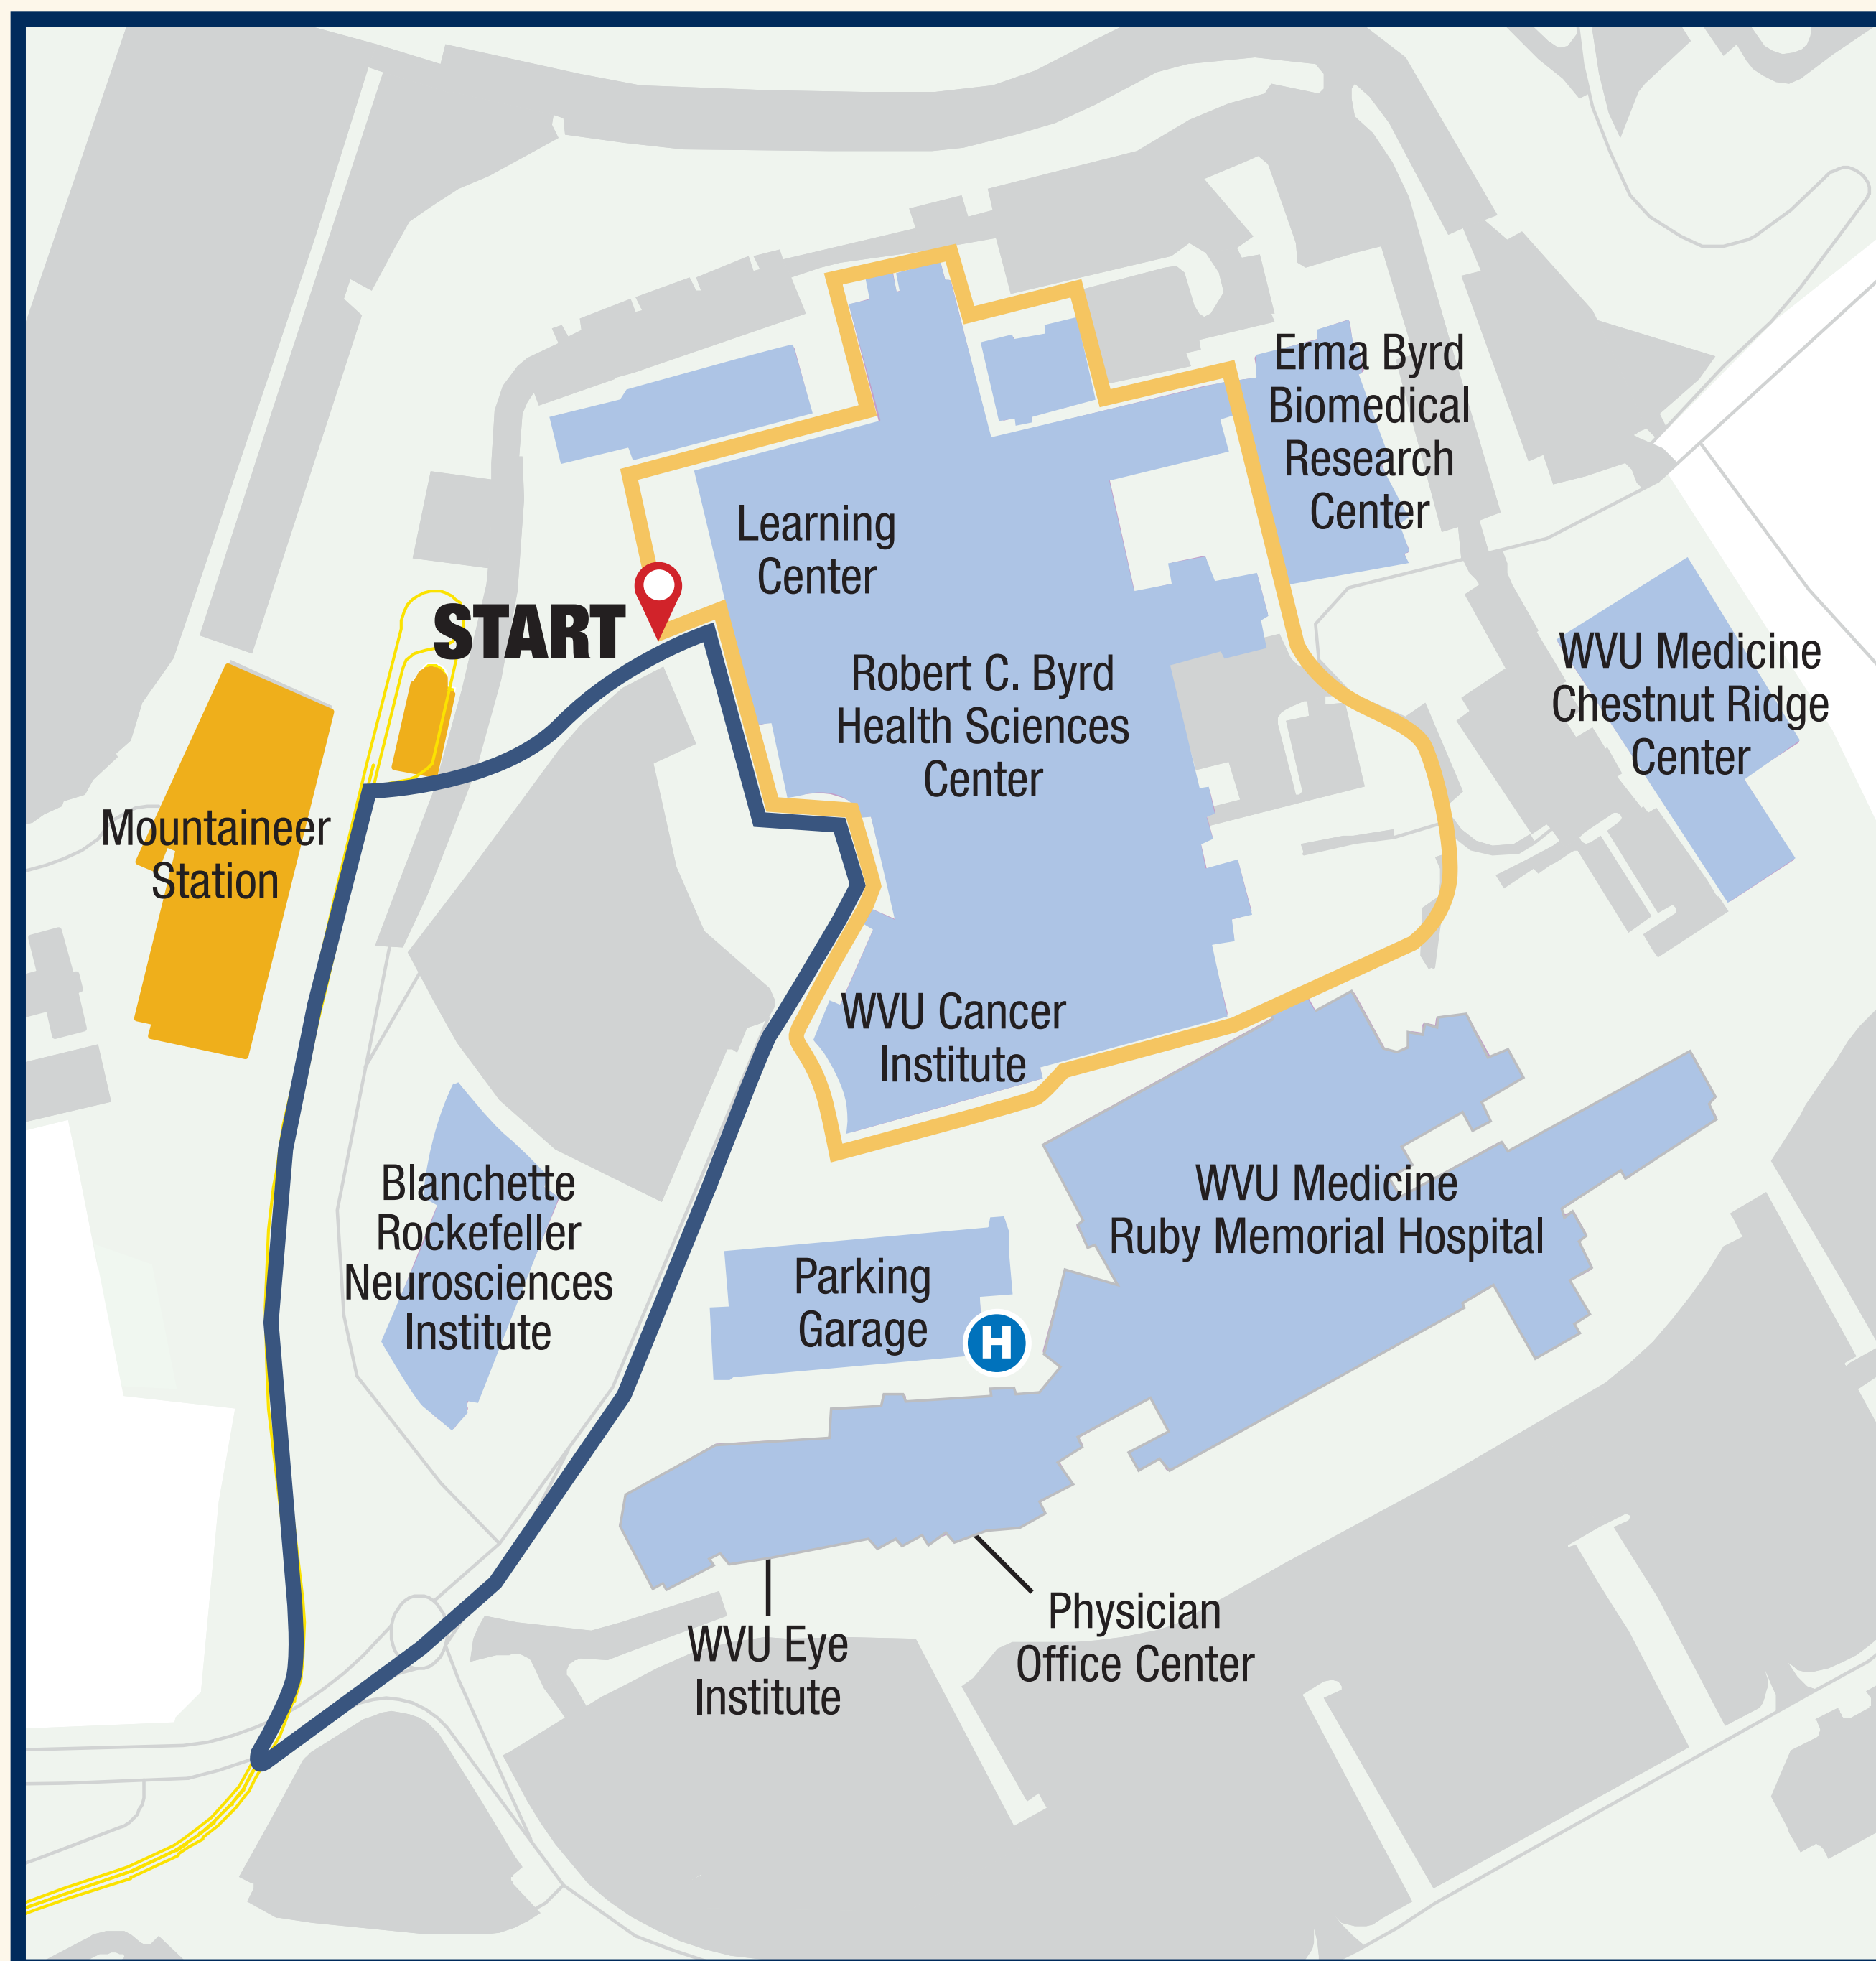 Erma Byrd
Biomedical
Research
Center
Learning
Center
START
WVU Medicine
Chestnut Ridge
Center
Robert C. Byrd
Health Sciences
Center
Mountaineer
Station
WVU Cancer
Institute
Blanchette
Rockefeller
Neurosciences
Institute
WVU Medicine
Ruby Memorial Hospital
Parking
Garage
H
Physician
Office Center
WVU Eye
Institute